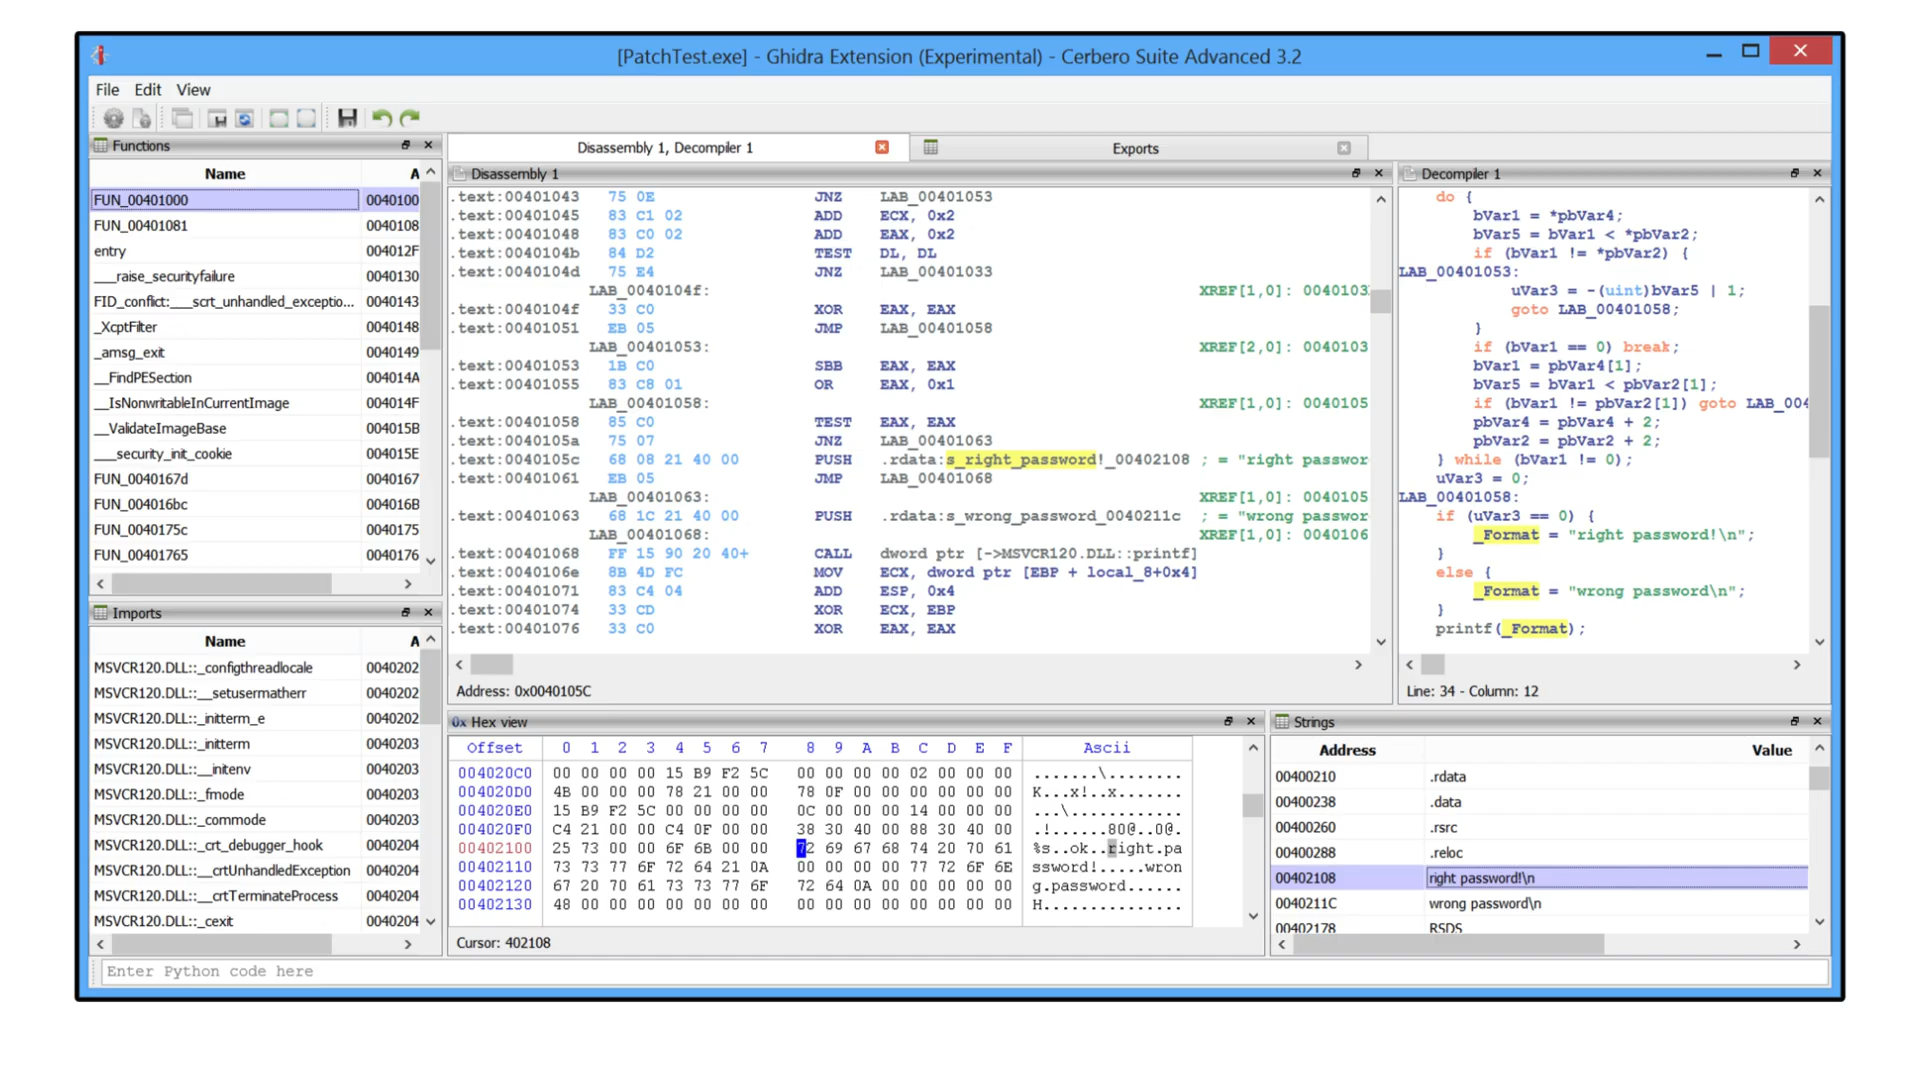 [PatchTest.exe] - Ghidra Extension (Experimental) - Cerbero Suite Advanced 3.2
File Edit View
Functions
Name A
FUN_00401000 0040100
FUN_00401081 0040108
entry 004012F
___raise_securityfailure 0040130
FID_conflict:___scrt_unhandled_exceptio... 0040143
_XcptFilter 0040148
_amsg_exit 0040149
__FindPESection 004014A
__IsNonwritableInCurrentImage 004014F
__ValidateImageBase 004015B
___security_init_cookie 004015E
FUN_0040167d 0040167
FUN_004016bc 004016B
FUN_0040175c 0040175
FUN_00401765 0040176
Imports
Name A
MSVCR120.DLL::_configthreadlocale 0040202
MSVCR120.DLL::__setusermatherr 0040202
MSVCR120.DLL::_initterm_e 0040202
MSVCR120.DLL::_initterm 0040203
MSVCR120.DLL::__initenv 0040203
MSVCR120.DLL::_fmode 0040203
MSVCR120.DLL::_commode 0040203
MSVCR120.DLL::_crt_debugger_hook 0040204
MSVCR120.DLL::__crtUnhandledException 0040204
MSVCR120.DLL::__crtTerminateProcess 0040204
MSVCR120.DLL::_cexit 0040204
Disassembly 1, Decompiler 1
Exports
Disassembly 1
.text:00401043 75 0E JNZ LAB_00401053
.text:00401045 83 C1 02 ADD ECX, 0x2
.text:00401048 83 C0 02 ADD EAX, 0x2
.text:0040104b 84 D2 TEST DL, DL
.text:0040104d 75 E4 JNZ LAB_00401033
LAB_0040104f: XREF[1,0]: 0040103
.text:0040104f 33 C0 XOR EAX, EAX
.text:00401051 EB 05 JMP LAB_00401058
LAB_00401053: XREF[2,0]: 0040103
.text:00401053 1B C0 SBB EAX, EAX
.text:00401055 83 C8 01 OR EAX, 0x1
LAB_00401058: XREF[1,0]: 0040105
.text:00401058 85 C0 TEST EAX, EAX
.text:0040105a 75 07 JNZ LAB_00401063
.text:0040105c 68 08 21 40 00 PUSH .rdata:s_right_password!_00402108 ; = "right passwor
.text:00401061 EB 05 JMP LAB_00401068
LAB_00401063: XREF[1,0]: 0040105
.text:00401063 68 1C 21 40 00 PUSH .rdata:s_wrong_password_0040211c ; = "wrong passwor
LAB_00401068: XREF[1,0]: 0040106
.text:00401068 FF 15 90 20 40+ CALL dword ptr [->MSVCR120.DLL::printf]
.text:0040106e 8B 4D FC MOV ECX, dword ptr [EBP + local_8+0x4]
.text:00401071 83 C4 04 ADD ESP, 0x4
.text:00401074 33 CD XOR ECX, EBP
.text:00401076 33 C0 XOR EAX, EAX
Address: 0x0040105C
Decompiler 1
do {
bVar1 = *pbVar4;
bVar5 = bVar1 < *pbVar2;
if (bVar1 != *pbVar2) {
LAB_00401053:
uVar3 = -(uint)bVar5 | 1;
goto LAB_00401058;
}
if (bVar1 == 0) break;
bVar1 = pbVar4[1];
bVar5 = bVar1 < pbVar2[1];
if (bVar1 != pbVar2[1]) goto LAB_004
pbVar4 = pbVar4 + 2;
pbVar2 = pbVar2 + 2;
} while (bVar1 != 0);
uVar3 = 0;
LAB_00401058:
if (uVar3 == 0) {
_Format = "right password!\n";
}
else {
_Format = "wrong password\n";
}
printf(_Format);
Line: 34 - Column: 12
0x Hex view
Offset 0 1 2 3 4 5 6 7 8 9 A B C D E F Ascii
004020C0 00 00 00 00 15 B9 F2 5C 00 00 00 00 02 00 00 00 .......\........
004020D0 4B 00 00 00 78 21 00 00 78 0F 00 00 00 00 00 00 K...x!..x.......
004020E0 15 B9 F2 5C 00 00 00 00 0C 00 00 00 14 00 00 00 ...\............
004020F0 C4 21 00 00 C4 0F 00 00 38 30 40 00 88 30 40 00 .!......80@..0@.
00402100 25 73 00 00 6F 6B 00 00 72 69 67 68 74 20 70 61 %s..ok..right.pa
00402110 73 73 77 6F 72 64 21 0A 00 00 00 00 77 72 6F 6E ssword!.....wron
00402120 67 20 70 61 73 73 77 6F 72 64 0A 00 00 00 00 00 g.password......
00402130 48 00 00 00 00 00 00 00 00 00 00 00 00 00 00 00 H...............
Cursor: 402108
Strings
Address Value
00400210 .rdata
00400238 .data
00400260 .rsrc
00400288 .reloc
00402108 right password!\n
0040211C wrong password\n
00402178 RSDS
Enter Python code here